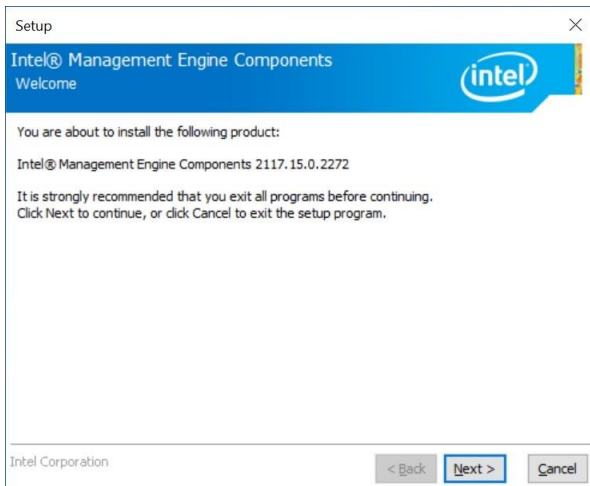 Setup
Intel® Management Engine Components
Welcome
intel
You are about to install the following product:
Intel® Management Engine Components 2117.15.0.2272
It is strongly recommended that you exit all programs before continuing.
Click Next to continue, or click Cancel to exit the setup program.
Intel Corporation
< Back Next > Cancel